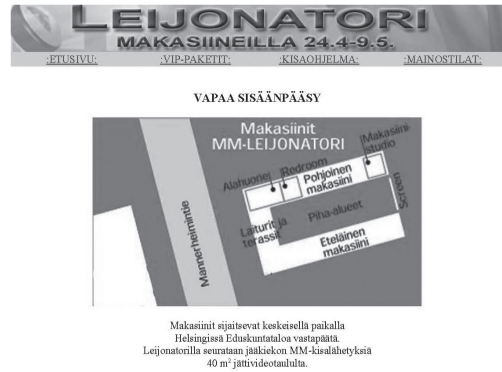 LEIJONATORI
MAKASIINEILLA 24.4-9.5.
:ETUSIVU: :VIP-PAKETIT: :KISAOHJELMA: :MAINOSTILAT:
VAPAA SISÄÄNPÄÄSY
Makasiinit
MM-LEIJONATORI
Alahuone
Redroom
Makasiini-
studio
Pohjoinen
makasiini
Screen
Mannerheimintie
Laiturit ja
terassit
Piha-alueet
Eteläinen
makasiini
Makasiinit sijaitsevat keskeisellä paikalla
Helsingissä Eduskuntataloa vastapäätä.
Leijonatorilla seurataan jääkiekon MM-kisalähetyksiä
40 m² jättivideotaululta.